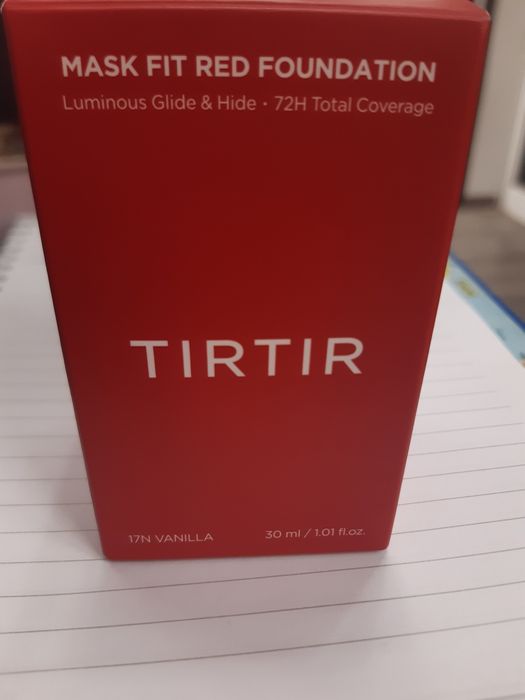 MASK FIT RED FOUNDATION
Luminous Glide & Hide • 72H Total Coverage
TIRTIR
17N VANILLA 30 ml / 1.01 fl.oz.